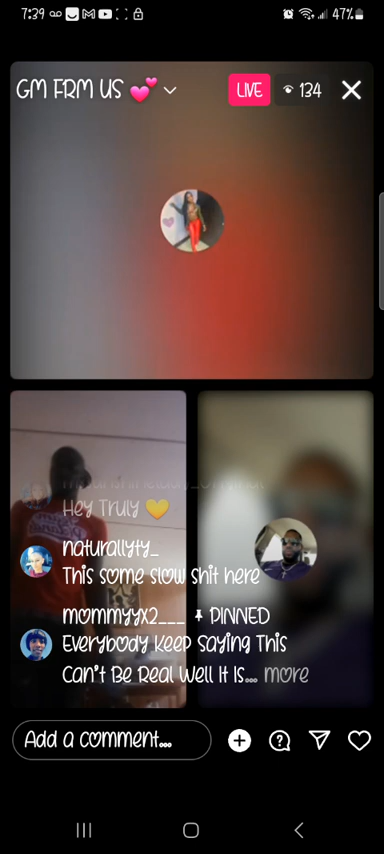 7:39
47%
GM FRM US 💕
LIVE
134
Hey Truly 💛
naturallyty_
This some slow shit here
mommyyx2___ PINNED
Everybody Keep Saying This
Can't Be Real Well It Is... more
Add a comment...